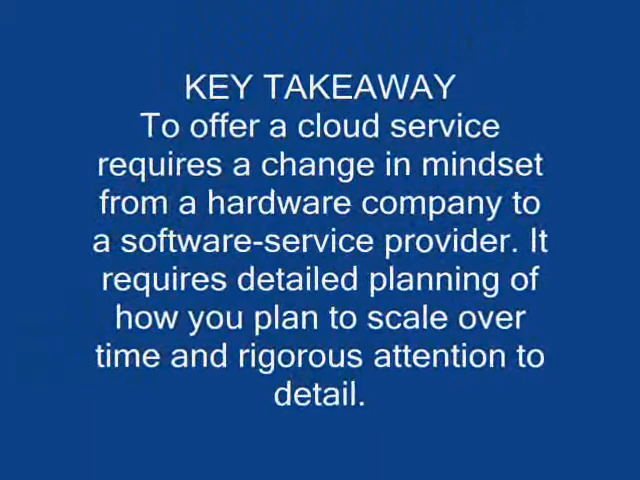 KEY TAKEAWAY
To offer a cloud service
requires a change in mindset
from a hardware company to
a software-service provider. It
requires detailed planning of
how you plan to scale over
time and rigorous attention to
detail.